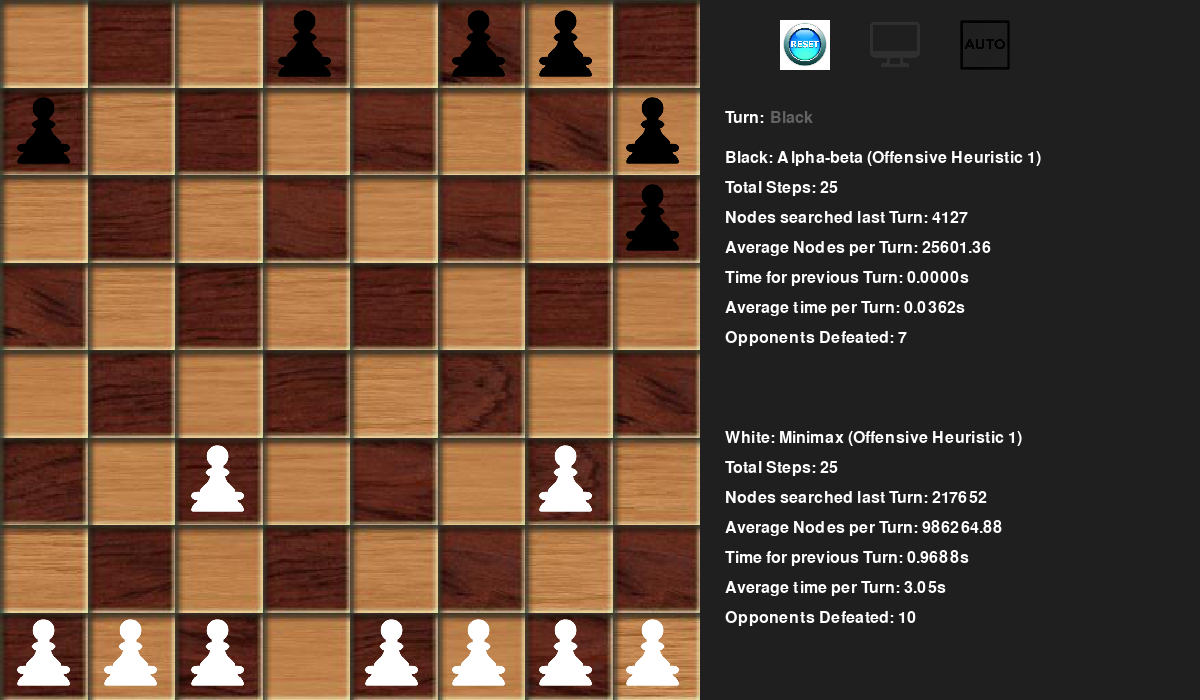 RESET
AUTO
Turn: Black
Black: Alpha-beta (Offensive Heuristic 1)
Total Steps: 25
Nodes searched last Turn: 4127
Average Nodes per Turn: 25601.36
Time for previous Turn: 0.0000s
Average time per Turn: 0.0362s
Opponents Defeated: 7
White: Minimax (Offensive Heuristic 1)
Total Steps: 25
Nodes searched last Turn: 217652
Average Nodes per Turn: 986264.88
Time for previous Turn: 0.9688s
Average time per Turn: 3.05s
Opponents Defeated: 10